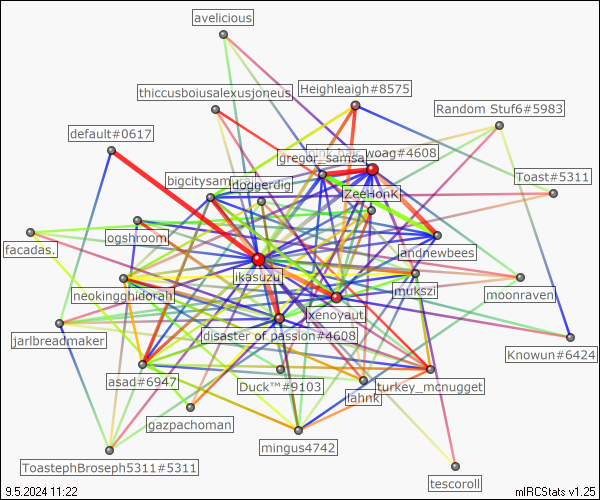 avelicious
thiccusboiusalexusjoneus
Heighleaigh#8575
Random Stuf6#5983
default#0617
woag#4608
gregor_samsa
bigcitysam
doggerdig
Toast#5311
ZeehonK
ogshroom
facadas.
andnewbees
ikasuzu
mukszi
moonraven
neokingghidorah
xenoyaut
jarlbreadmaker
disaster of passion#4608
Knowun#6424
asad#6947
Duck™#9103
turkey_mcnugget
lahnk
gazpachoman
mingus4742
ToastephBroseph5311#5311
tescoroll
9.5.2024 11:22
mIRCStats v1.25